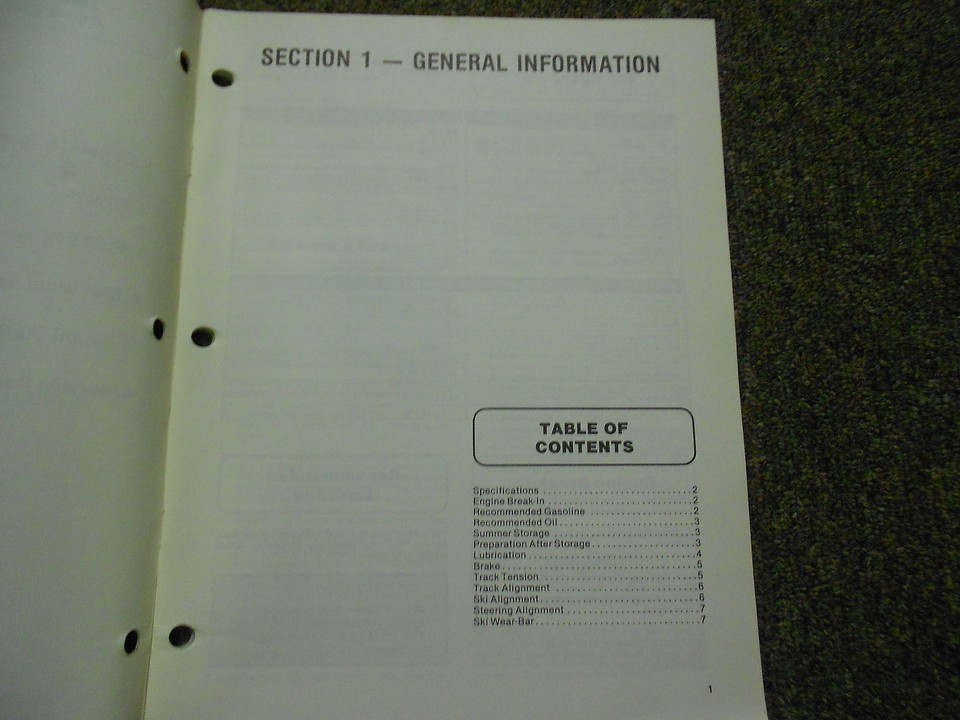 SECTION 1 — GENERAL INFORMATION
TABLE OF
CONTENTS
Specifications . . . . . . . . . . . . . . . . . . . . . . . . . . 2
Engine Break-In . . . . . . . . . . . . . . . . . . . . . . . . . 2
Recommended Gasoline . . . . . . . . . . . . . . . . . . 2
Recommended Oil . . . . . . . . . . . . . . . . . . . . . . . 3
Summer Storage . . . . . . . . . . . . . . . . . . . . . . . . 3
Preparation After Storage . . . . . . . . . . . . . . . . . . 3
Lubrication . . . . . . . . . . . . . . . . . . . . . . . . . . . . . 4
Brake . . . . . . . . . . . . . . . . . . . . . . . . . . . . . . . . . 5
Track Tension . . . . . . . . . . . . . . . . . . . . . . . . . . 5
Track Alignment . . . . . . . . . . . . . . . . . . . . . . . . 6
Ski Alignment . . . . . . . . . . . . . . . . . . . . . . . . . . . 6
Steering Alignment . . . . . . . . . . . . . . . . . . . . . . . 7
Ski Wear-Bar . . . . . . . . . . . . . . . . . . . . . . . . . . . . 7
1